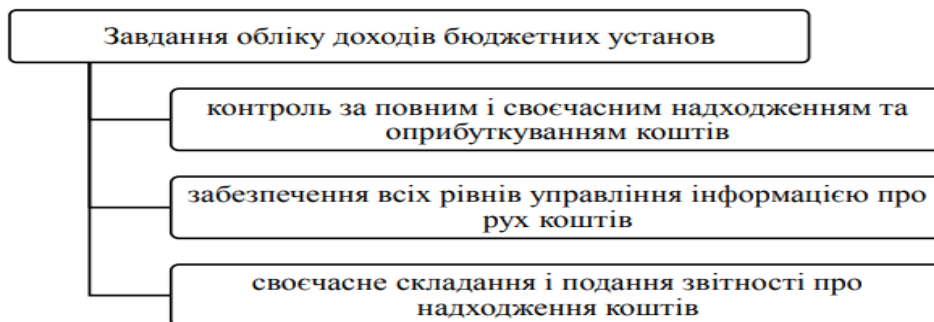 Завдання обліку доходів бюджетних установ
контроль за повним і своєчасним надходженням та
оприбуткуванням коштів
забезпечення всіх рівнів управління інформацією про
рух коштів
своєчасне складання і подання звітності про
надходження коштів